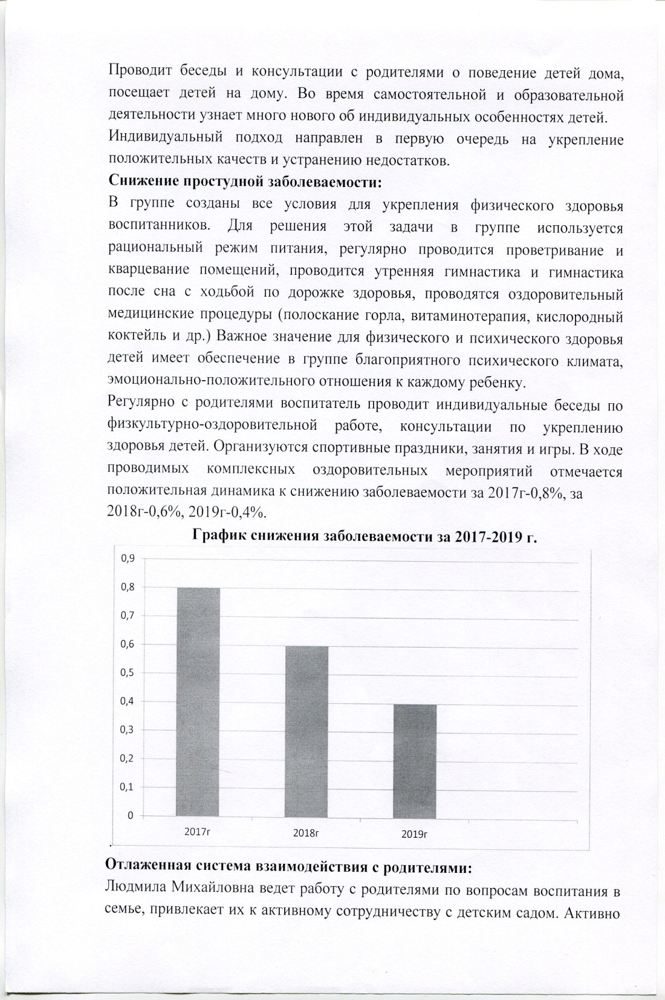 Проводит беседы и консультации с родителями о поведение детей дома,
посещает детей на дому. Во время самостоятельной и образовательной
деятельности узнает много нового об индивидуальных особенностях детей.
Индивидуальный подход направлен в первую очередь на укрепление
положительных качеств и устранению недостатков.
Снижение простудной заболеваемости:
В группе созданы все условия для укрепления физического здоровья
воспитанников. Для решения этой задачи в группе используется
рациональный режим питания, регулярно проводится проветривание и
кварцевание помещений, проводится утренняя гимнастика и гимнастика
после сна с ходьбой по дорожке здоровья, проводятся оздоровительный
медицинские процедуры (полоскание горла, витаминотерапия, кислородный
коктейль и др.) Важное значение для физического и психического здоровья
детей имеет обеспечение в группе благоприятного психического климата,
эмоционально-положительного отношения к каждому ребенку.
Регулярно с родителями воспитатель проводит индивидуальные беседы по
физкультурно-оздоровительной работе, консультации по укреплению
здоровья детей. Организуются спортивные праздники, занятия и игры. В ходе
проводимых комплексных оздоровительных мероприятий отмечается
положительная динамика к снижению заболеваемости за 2017г-0,8%, за
2018г-0,6%, 2019г-0,4%.
График снижения заболеваемости за 2017-2019 г.
0,9
0,8
0,7
0,6
0,5
0,4
0,3
0,2
0,1
0
2017г 2018г 2019г
.
Отлаженная система взаимодействия с родителями:
Людмила Михайловна ведет работу с родителями по вопросам воспитания в
семье, привлекает их к активному сотрудничеству с детским садом. Активно